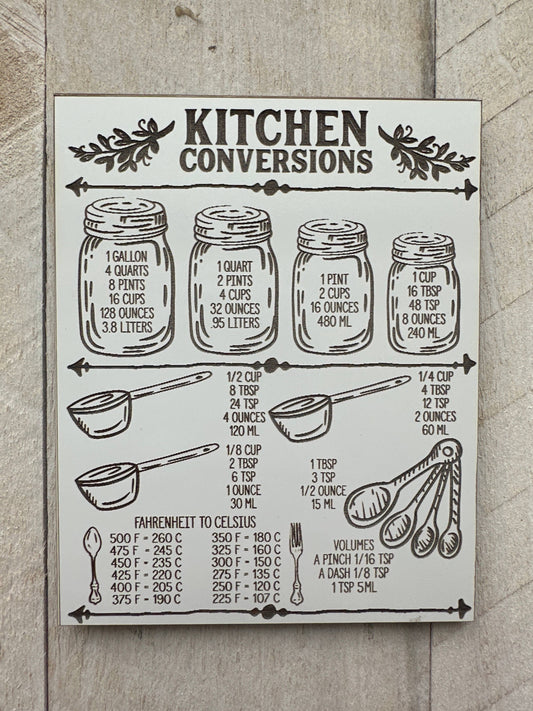 KITCHEN
CONVERSIONS
1 GALLON
4 QUARTS
8 PINTS
16 CUPS
128 OUNCES
3.8 LITERS
1 QUART
2 PINTS
4 CUPS
32 OUNCES
.95 LITERS
1 PINT
2 CUPS
16 OUNCES
480 ML
1 CUP
16 TBSP
48 TSP
8 OUNCES
240 ML
1/2 CUP
8 TBSP
24 TSP
4 OUNCES
120 ML
1/4 CUP
4 TBSP
12 TSP
2 OUNCES
60 ML
1/8 CUP
2 TBSP
6 TSP
1 OUNCE
30 ML
1 TBSP
3 TSP
1/2 OUNCE
15 ML
FAHRENHEIT TO CELSIUS
500 F = 260 C
475 F = 245 C
450 F = 235 C
425 F = 220 C
400 F = 205 C
375 F = 190 C
350 F = 180 C
325 F = 160 C
300 F = 150 C
275 F = 135 C
250 F = 120 C
225 F = 107 C
VOLUMES
A PINCH 1/16 TSP
A DASH 1/8 TSP
1 TSP 5ML